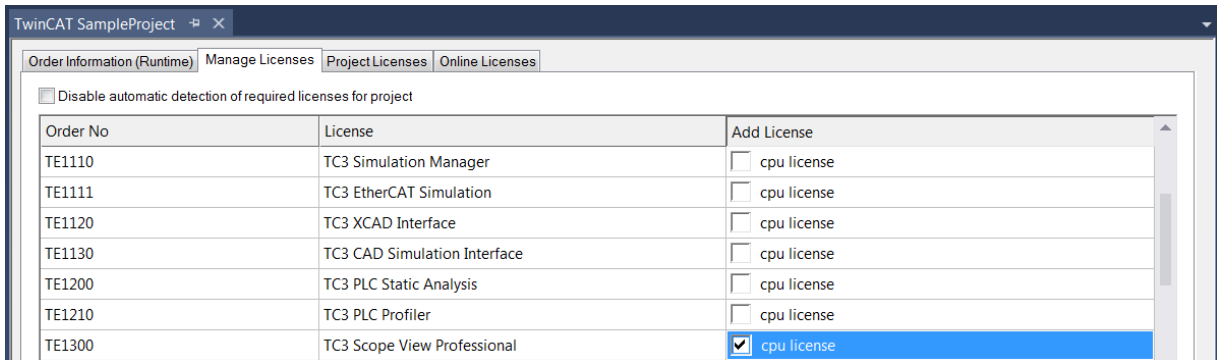 TwinCAT SampleProject
Order Information (Runtime) Manage Licenses Project Licenses Online Licenses
Disable automatic detection of required licenses for project
Order No License Add License
TE1110 TC3 Simulation Manager cpu license
TE1111 TC3 EtherCAT Simulation cpu license
TE1120 TC3 XCAD Interface cpu license
TE1130 TC3 CAD Simulation Interface cpu license
TE1200 TC3 PLC Static Analysis cpu license
TE1210 TC3 PLC Profiler cpu license
TE1300 TC3 Scope View Professional cpu license